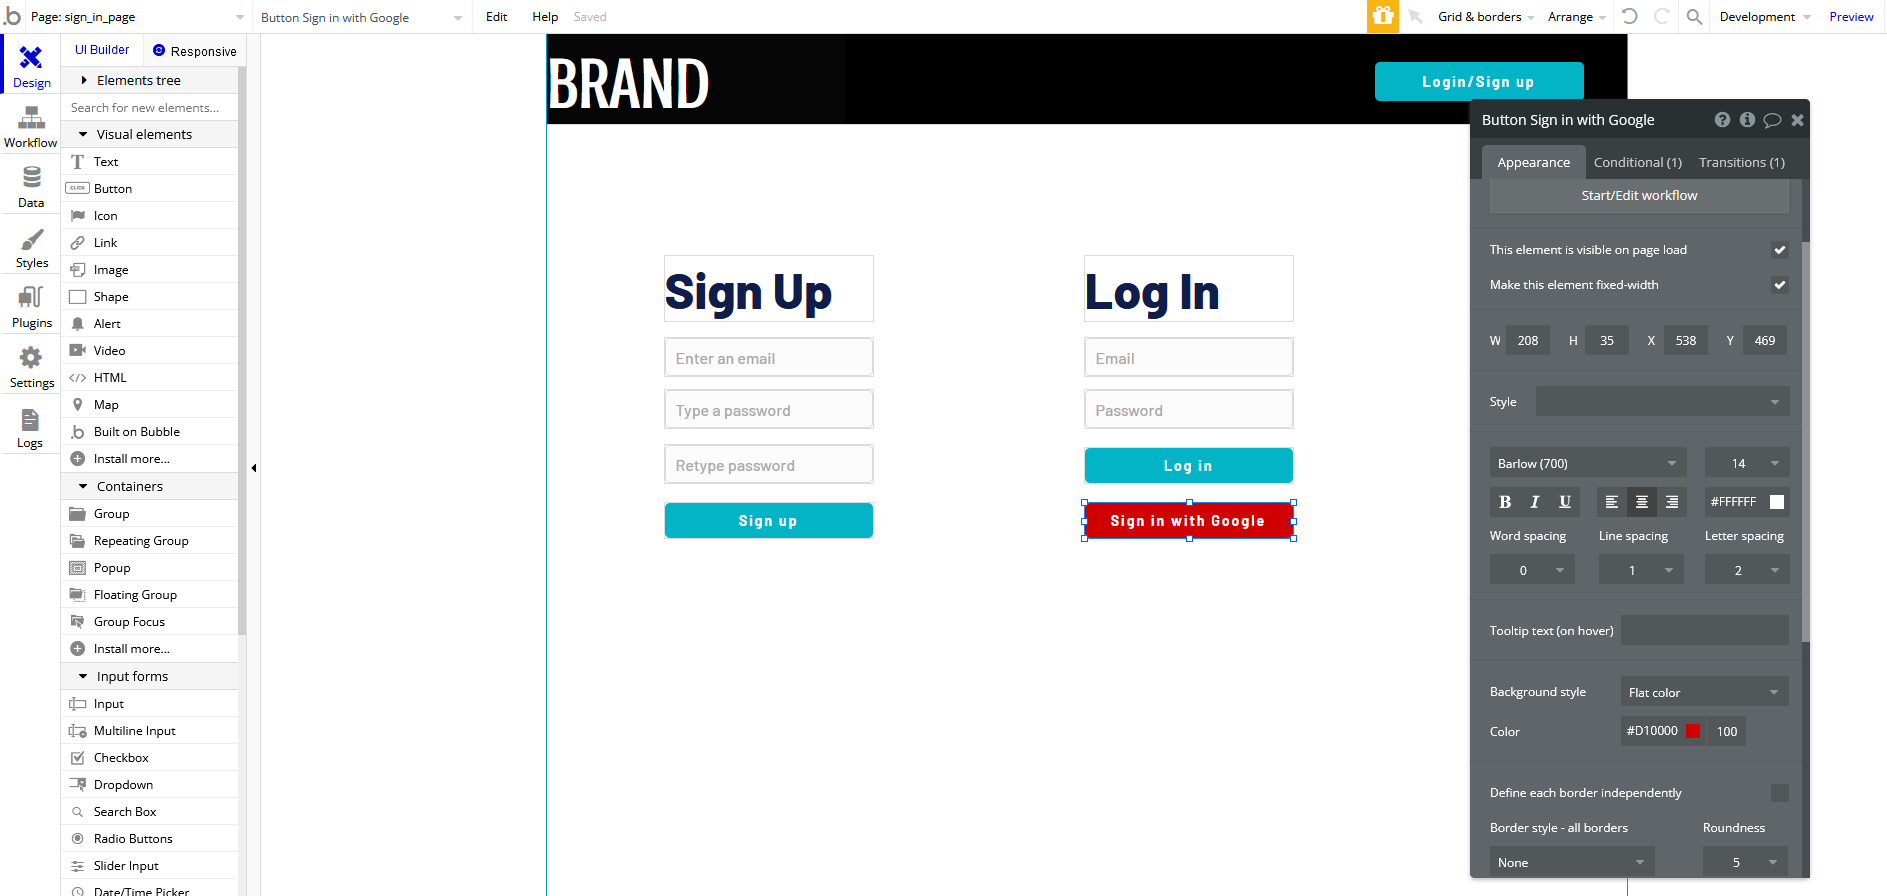 b Page: sign_in_page Button Sign in with Google Edit Help Saved Grid & borders Arrange Development Preview
Design
Workflow
Data
Styles
Plugins
Settings
Logs
UI Builder Responsive
Elements tree
Search for new elements...
Visual elements
Text
CLICK Button
Icon
Link
Image
Shape
Alert
Video
</> HTML
Map
b Built on Bubble
Install more...
Containers
Group
Repeating Group
Popup
Floating Group
Group Focus
Install more...
Input forms
Input
Multiline Input
Checkbox
Dropdown
Search Box
Radio Buttons
Slider Input
Date/Time Picker
BRAND
Login/Sign up
Sign Up
Enter an email
Type a password
Retype password
Sign up
Log In
Email
Password
Log in
Sign in with Google
Button Sign in with Google
Appearance Conditional (1) Transitions (1)
Start/Edit workflow
This element is visible on page load
Make this element fixed-width
W 208 H 35 X 538 Y 469
Style
Barlow (700) 14
B I U #FFFFFF
Word spacing Line spacing Letter spacing
0 1 2
Tooltip text (on hover)
Background style Flat color
Color #D10000 100
Define each border independently
Border style - all borders Roundness
None 5